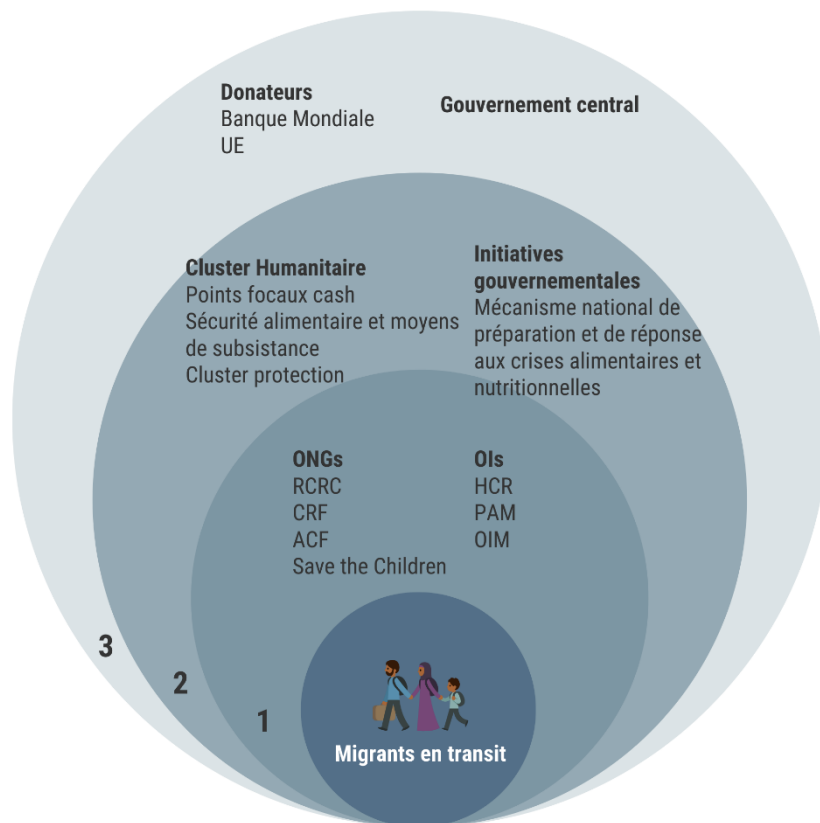 Donateurs
Banque Mondiale
UE
Gouvernement central
Cluster Humanitaire
Points focaux cash
Sécurité alimentaire et moyens
de subsistance
Cluster protection
Initiatives
gouvernementales
Mécanisme national de
préparation et de réponse
aux crises alimentaires et
nutritionnelles
ONGs
RCRC
CRF
ACF
Save the Children
OIs
HCR
PAM
OIM
3
2
1
Migrants en transit